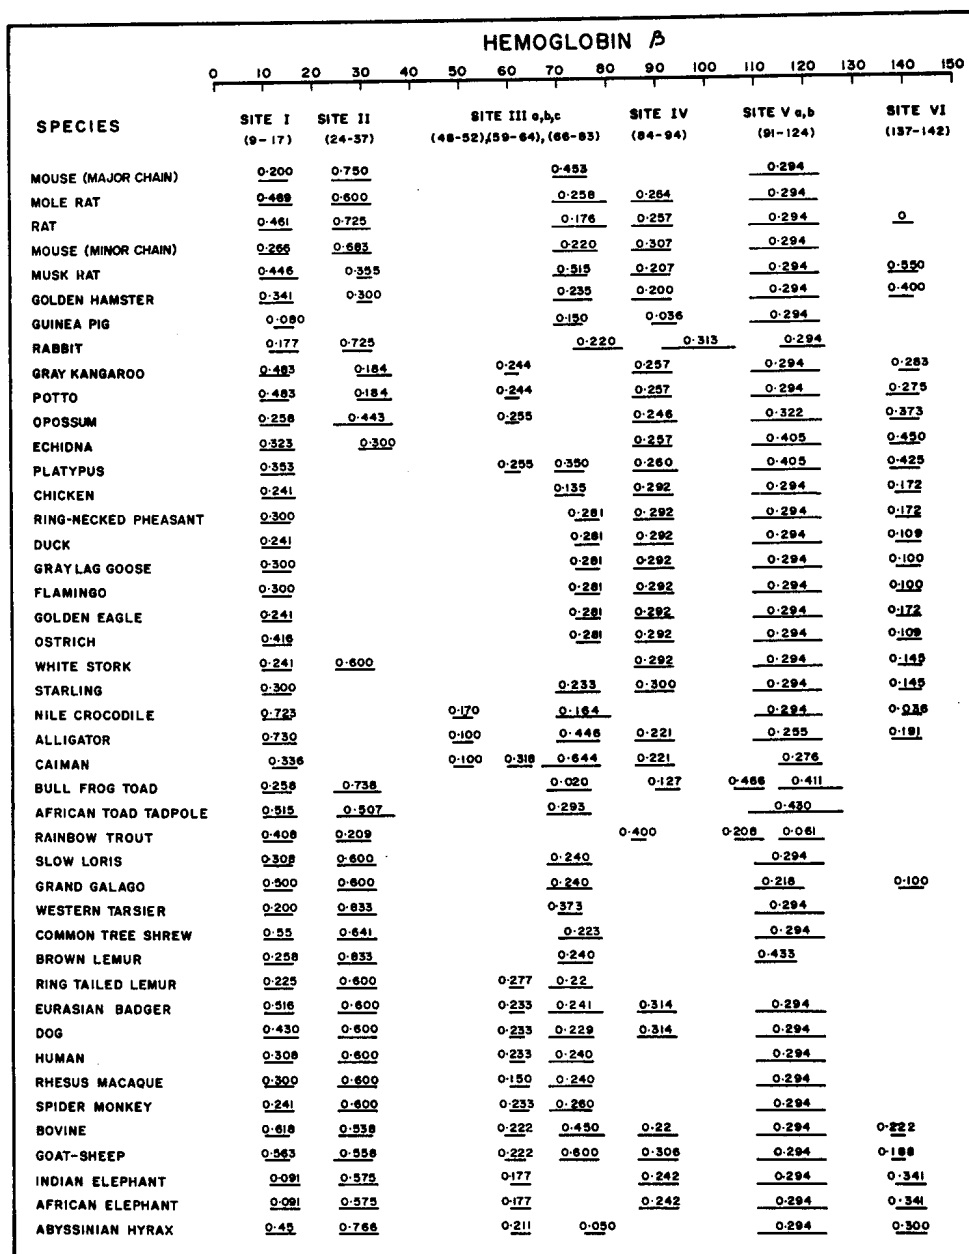 HEMOGLOBIN β
0 10 20 30 40 50 60 70 80 90 100 110 120 130 140 150
SPECIES SITE I SITE II SITE III a,b,c SITE IV SITE V a,b SITE VI
(9-17) (24-37) (48-52),(59-64),(66-83) (84-94) (91-124) (137-142)
MOUSE (MAJOR CHAIN) 0·200 0·750 0·453 0·294
MOLE RAT 0·469 0·600 0·258 0·264 0·294
RAT 0·461 0·725 0·176 0·257 0·294 0
MOUSE (MINOR CHAIN) 0·266 0·683 0·220 0·307 0·294
MUSK RAT 0·446 0·355 0·515 0·207 0·294 0·550
GOLDEN HAMSTER 0·341 0·300 0·235 0·200 0·294 0·400
GUINEA PIG 0·080 0·150 0·036 0·294
RABBIT 0·177 0·725 0·220 0·313 0·294
GRAY KANGAROO 0·483 0·184 0·244 0·257 0·294 0·283
POTTO 0·483 0·184 0·244 0·257 0·294 0·275
OPOSSUM 0·258 0·443 0·255 0·246 0·322 0·373
ECHIDNA 0·323 0·300 0·257 0·405 0·450
PLATYPUS 0·353 0·255 0·350 0·260 0·405 0·425
CHICKEN 0·241 0·135 0·292 0·294 0·172
RING-NECKED PHEASANT 0·300 0·281 0·292 0·294 0·172
DUCK 0·241 0·281 0·292 0·294 0·109
GRAY LAG GOOSE 0·300 0·281 0·292 0·294 0·100
FLAMINGO 0·300 0·281 0·292 0·294 0·100
GOLDEN EAGLE 0·241 0·281 0·292 0·294 0·172
OSTRICH 0·416 0·281 0·292 0·294 0·109
WHITE STORK 0·241 0·600 0·292 0·294 0·145
STARLING 0·300 0·233 0·300 0·294 0·145
NILE CROCODILE 0·723 0·170 0·164 0·294 0·036
ALLIGATOR 0·730 0·100 0·446 0·221 0·255 0·191
CAIMAN 0·336 0·100 0·318 0·644 0·221 0·276
BULL FROG TOAD 0·258 0·738 0·020 0·127 0·466 0·411
AFRICAN TOAD TADPOLE 0·515 0·507 0·293 0·430
RAINBOW TROUT 0·408 0·209 0·400 0·208 0·061
SLOW LORIS 0·308 0·600 0·240 0·294
GRAND GALAGO 0·500 0·600 0·240 0·218 0·100
WESTERN TARSIER 0·200 0·833 0·373 0·294
COMMON TREE SHREW 0·55 0·641 0·223 0·294
BROWN LEMUR 0·258 0·833 0·240 0·433
RING TAILED LEMUR 0·225 0·600 0·277 0·22
EURASIAN BADGER 0·516 0·600 0·233 0·241 0·314 0·294
DOG 0·430 0·600 0·233 0·229 0·314 0·294
HUMAN 0·308 0·600 0·233 0·240 0·294
RHESUS MACAQUE 0·300 0·600 0·150 0·240 0·294
SPIDER MONKEY 0·241 0·600 0·233 0·260 0·294
BOVINE 0·618 0·538 0·222 0·450 0·22 0·294 0·222
GOAT-SHEEP 0·563 0·558 0·222 0·600 0·306 0·294 0·188
INDIAN ELEPHANT 0·091 0·575 0·177 0·242 0·294 0·341
AFRICAN ELEPHANT 0·091 0·575 0·177 0·242 0·294 0·341
ABYSSINIAN HYRAX 0·45 0·766 0·211 0·050 0·294 0·300